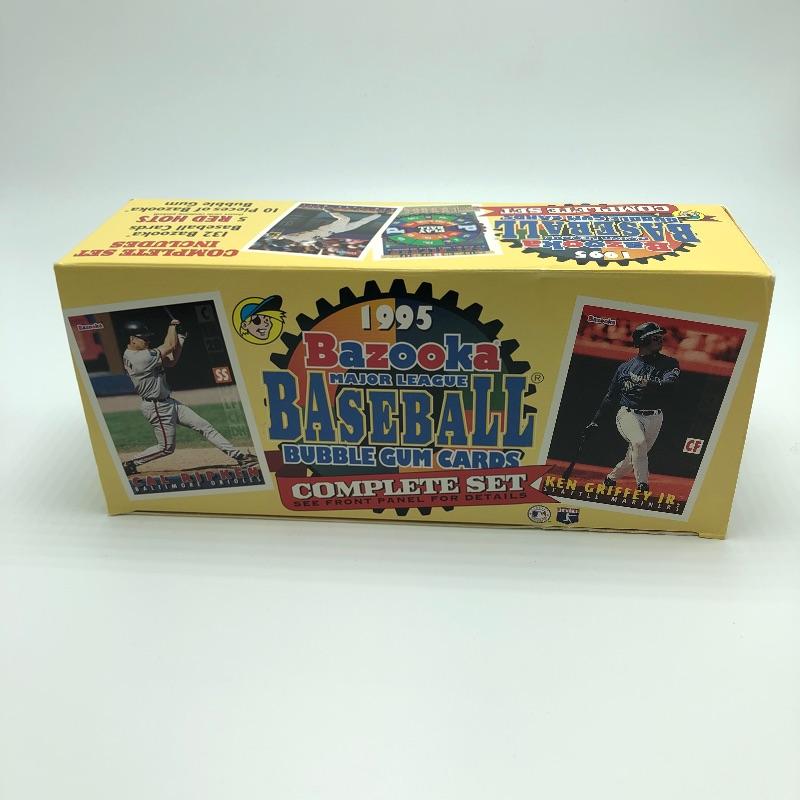 COMPLETE SET
INCLUDES
132 Bazooka
Baseball Cards
5 RED HOTS
10 Pieces of Bazooka
Bubble Gum
Bazooka
BASEBALL
COMPLETE SET
1995
Bazooka
MAJOR LEAGUE
BASEBALL®
BUBBLE GUM CARDS
COMPLETE SET
SEE FRONT PANEL FOR DETAILS
Bazooka
SS
CAL RIPKEN
BALTIMORE ORIOLES
Bazooka
CF
KEN GRIFFEY JR.
SEATTLE MARINERS